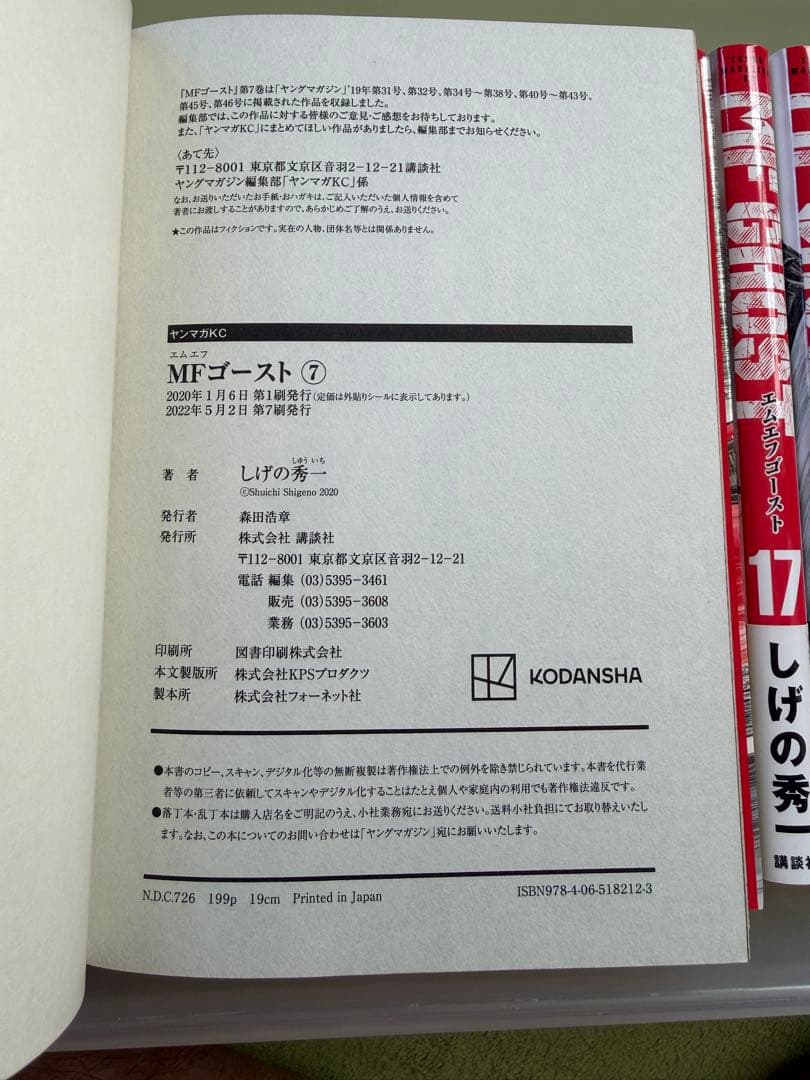 『MFゴースト』第7巻は「ヤングマガジン」'19年第31号、第32号、第34号～第38号、第40号～第43号、
第45号、第46号に掲載された作品を収録しました。
編集部では、この作品に対する皆様のご意見・ご感想をお待ちしております。
また、「ヤンマガKC」にまとめてほしい作品がありましたら、編集部までお知らせください。
〈あて先〉
〒112-8001 東京都文京区音羽2-12-21講談社
ヤングマガジン編集部「ヤンマガKC」係
なお、お送りいただいたお手紙・おハガキは、ご記入いただいた個人情報を含めて
著者にお渡しすることがありますので、あらかじめご了解のうえ、お送りください。
★この作品はフィクションです。実在の人物、団体名等とは関係ありません。
ヤンマガKC
エム エフ
MFゴースト ⑦
2020年1月6日 第1刷発行(定価は外貼りシールに表示してあります。)
2022年5月2日 第7刷発行
しゅう いち
著 者 しげの秀一
©Shuichi Shigeno 2020
発行者 森田浩章
発行所 株式会社 講談社
〒112-8001 東京都文京区音羽2-12-21
電話 編集 (03)5395-3461
販売 (03)5395-3608
業務 (03)5395-3603
印刷所 図書印刷株式会社
本文製版所 株式会社KPSプロダクツ
製本所 株式会社フォーネット社
KODANSHA
●本書のコピー、スキャン、デジタル化等の無断複製は著作権法上での例外を除き禁じられています。本書を代行業
者等の第三者に依頼してスキャンやデジタル化することはたとえ個人や家庭内の利用でも著作権法違反です。
●落丁本・乱丁本は購入店名をご明記のうえ、小社業務宛にお送りください。送料小社負担にてお取り替えいたし
ます。なお、この本についてのお問い合わせは「ヤングマガジン」宛にお願いいたします。
N.D.C.726 199p 19cm Printed in Japan
ISBN978-4-06-518212-3
MF GHOST
エムエフゴースト
17
しげの秀一
講談社